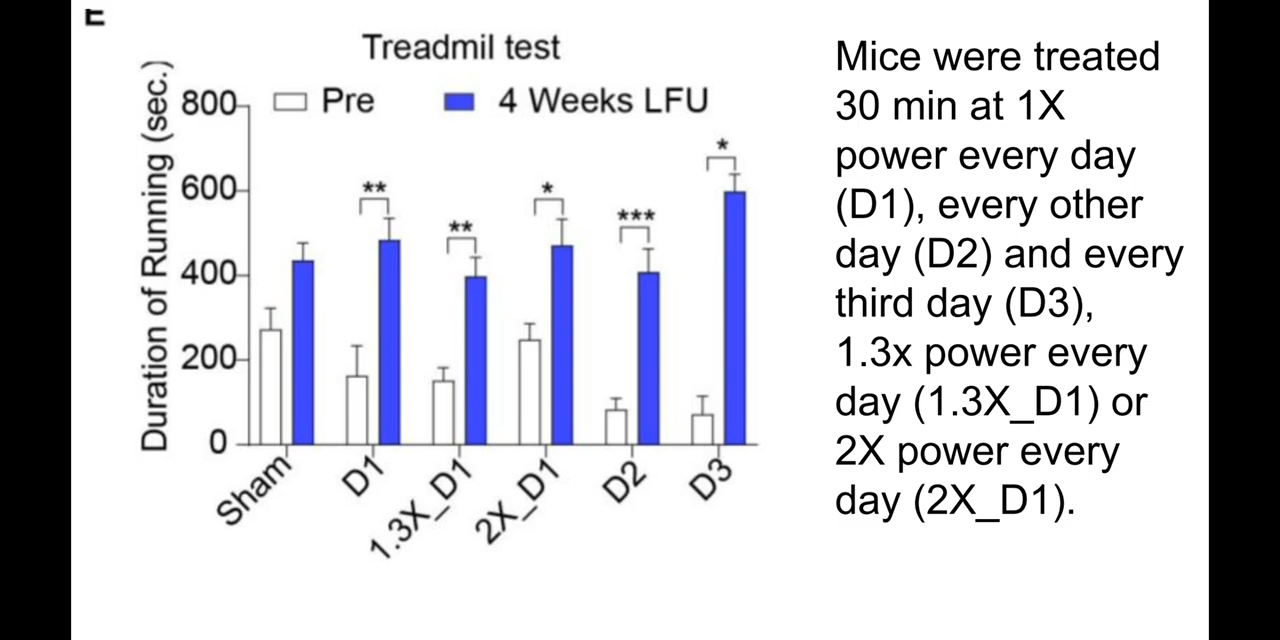 E
Treadmil test
Pre
4 Weeks LFU
Duration of Running (sec.)
800
600
400
200
0
**
**
*
***
*
Sham
D1
1.3X_D1
2X_D1
D2
D3
Mice were treated
30 min at 1X
power every day
(D1), every other
day (D2) and every
third day (D3),
1.3x power every
day (1.3X_D1) or
2X power every
day (2X_D1).